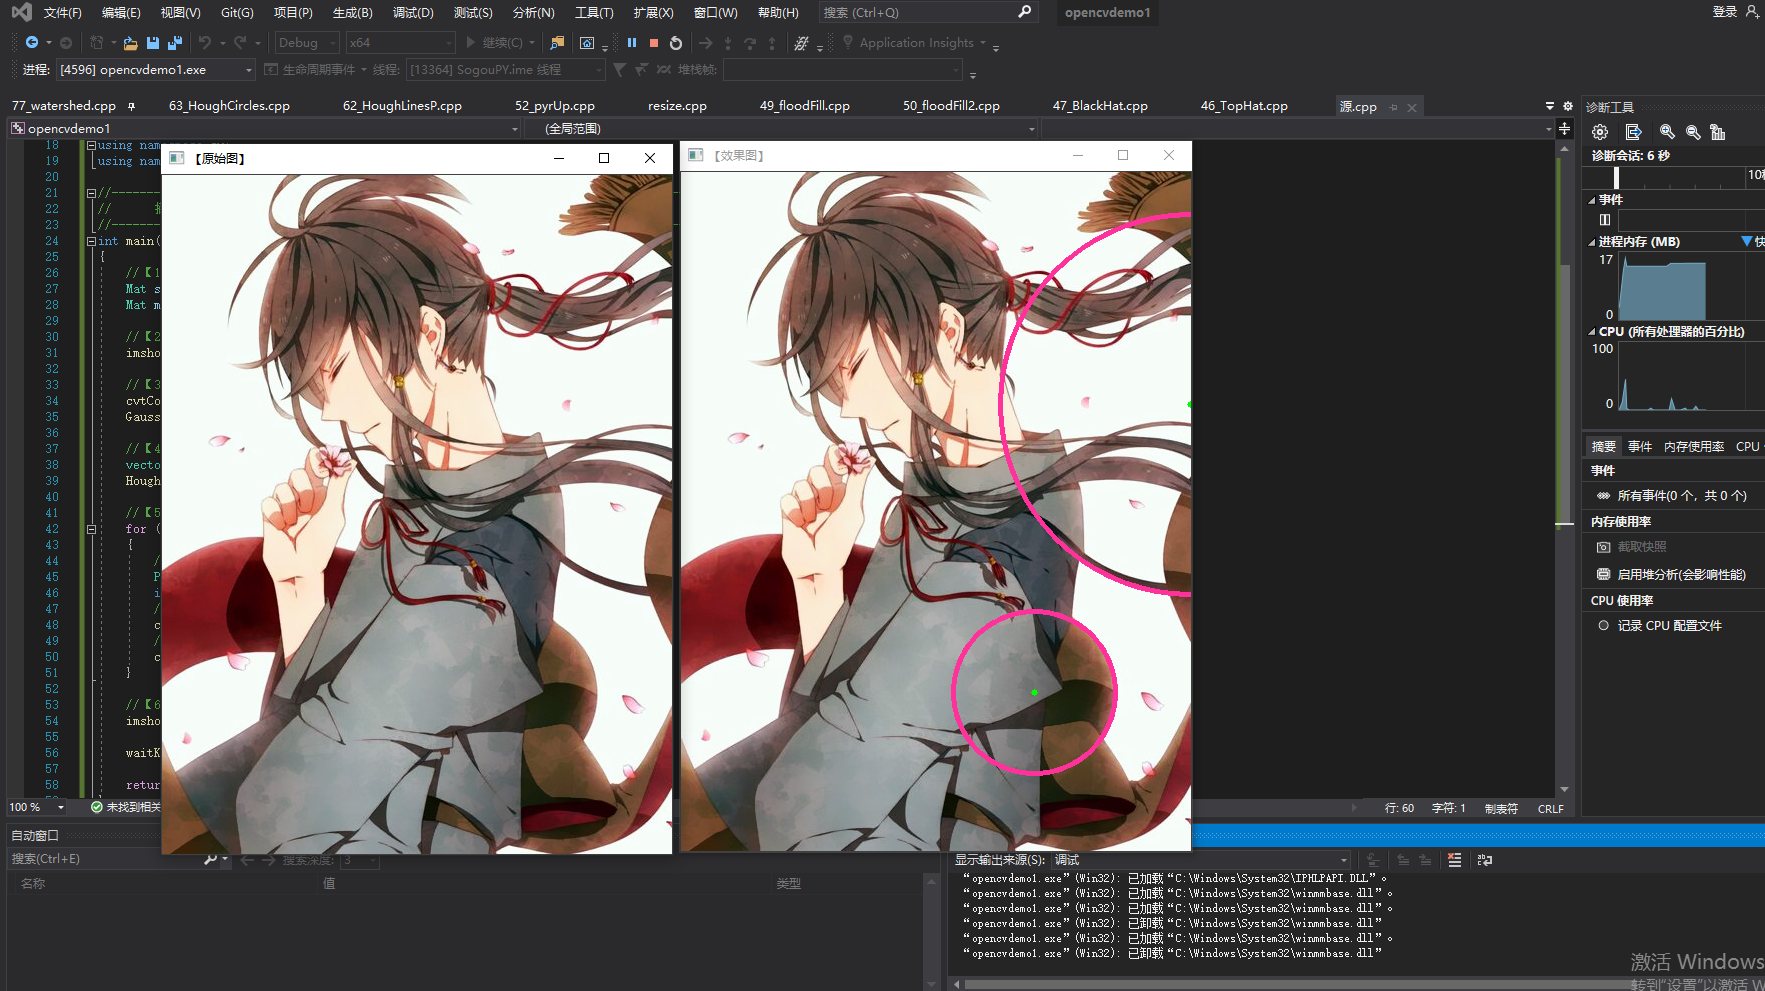 文件(F) 编辑(E) 视图(V) Git(G) 项目(P) 生成(B) 调试(D) 测试(S) 分析(N) 工具(T) 扩展(X) 窗口(W) 帮助(H) 搜索 (Ctrl+Q) opencvdemo1 登录
Debug x64 继续(C) Application Insights
进程: [4596] opencvdemo1.exe 生命周期事件 线程: [13364] SogouPY.ime 线程 堆栈帧:
77_watershed.cpp 63_HoughCircles.cpp 62_HoughLinesP.cpp 52_pyrUp.cpp resize.cpp 49_floodFill.cpp 50_floodFill2.cpp 47_BlackHat.cpp 46_TopHat.cpp 源.cpp
opencvdemo1 (全局范围)
【原始图】
【效果图】
18 using nam
19 using nam
20
21 //-------
22 //
23 //-------
24 int main(
25 {
26 //【1
27 Mat s
28 Mat m
29
30 //【2
31 imsho
32
33 //【3
34 cvtCo
35 Gauss
36
37 //【4
38 vecto
39 Hough
40
41 //【5
42 for (
43 {
44 /
45 P
46 i
47 /
48 c
49 /
50 c
51 }
52
53 //【6
54 imsho
55
56 waitK
57
58 retur
100 % 未找到相关
行: 60 字符: 1 制表符 CRLF
诊断工具
诊断会话: 6 秒
10秒
事件
进程内存 (MB) 快
17
0
CPU (所有处理器的百分比)
100
0
摘要 事件 内存使用率 CPU
事件
所有事件(0 个，共 0 个)
内存使用率
截取快照
启用堆分析(会影响性能)
CPU 使用率
记录 CPU 配置文件
自动窗口
搜索(Ctrl+E) 搜索深度: 3
名称 值 类型
显示输出来源(S): 调试
“opencvdemo1.exe”(Win32): 已加载“C:\Windows\System32\IPHLPAPI.DLL”。
“opencvdemo1.exe”(Win32): 已加载“C:\Windows\System32\winmmbase.dll”。
“opencvdemo1.exe”(Win32): 已加载“C:\Windows\System32\winmmbase.dll”。
“opencvdemo1.exe”(Win32): 已卸载“C:\Windows\System32\winmmbase.dll”
“opencvdemo1.exe”(Win32): 已加载“C:\Windows\System32\winmmbase.dll”。
“opencvdemo1.exe”(Win32): 已卸载“C:\Windows\System32\winmmbase.dll”
激活 Windows
转到“设置”以激活 W